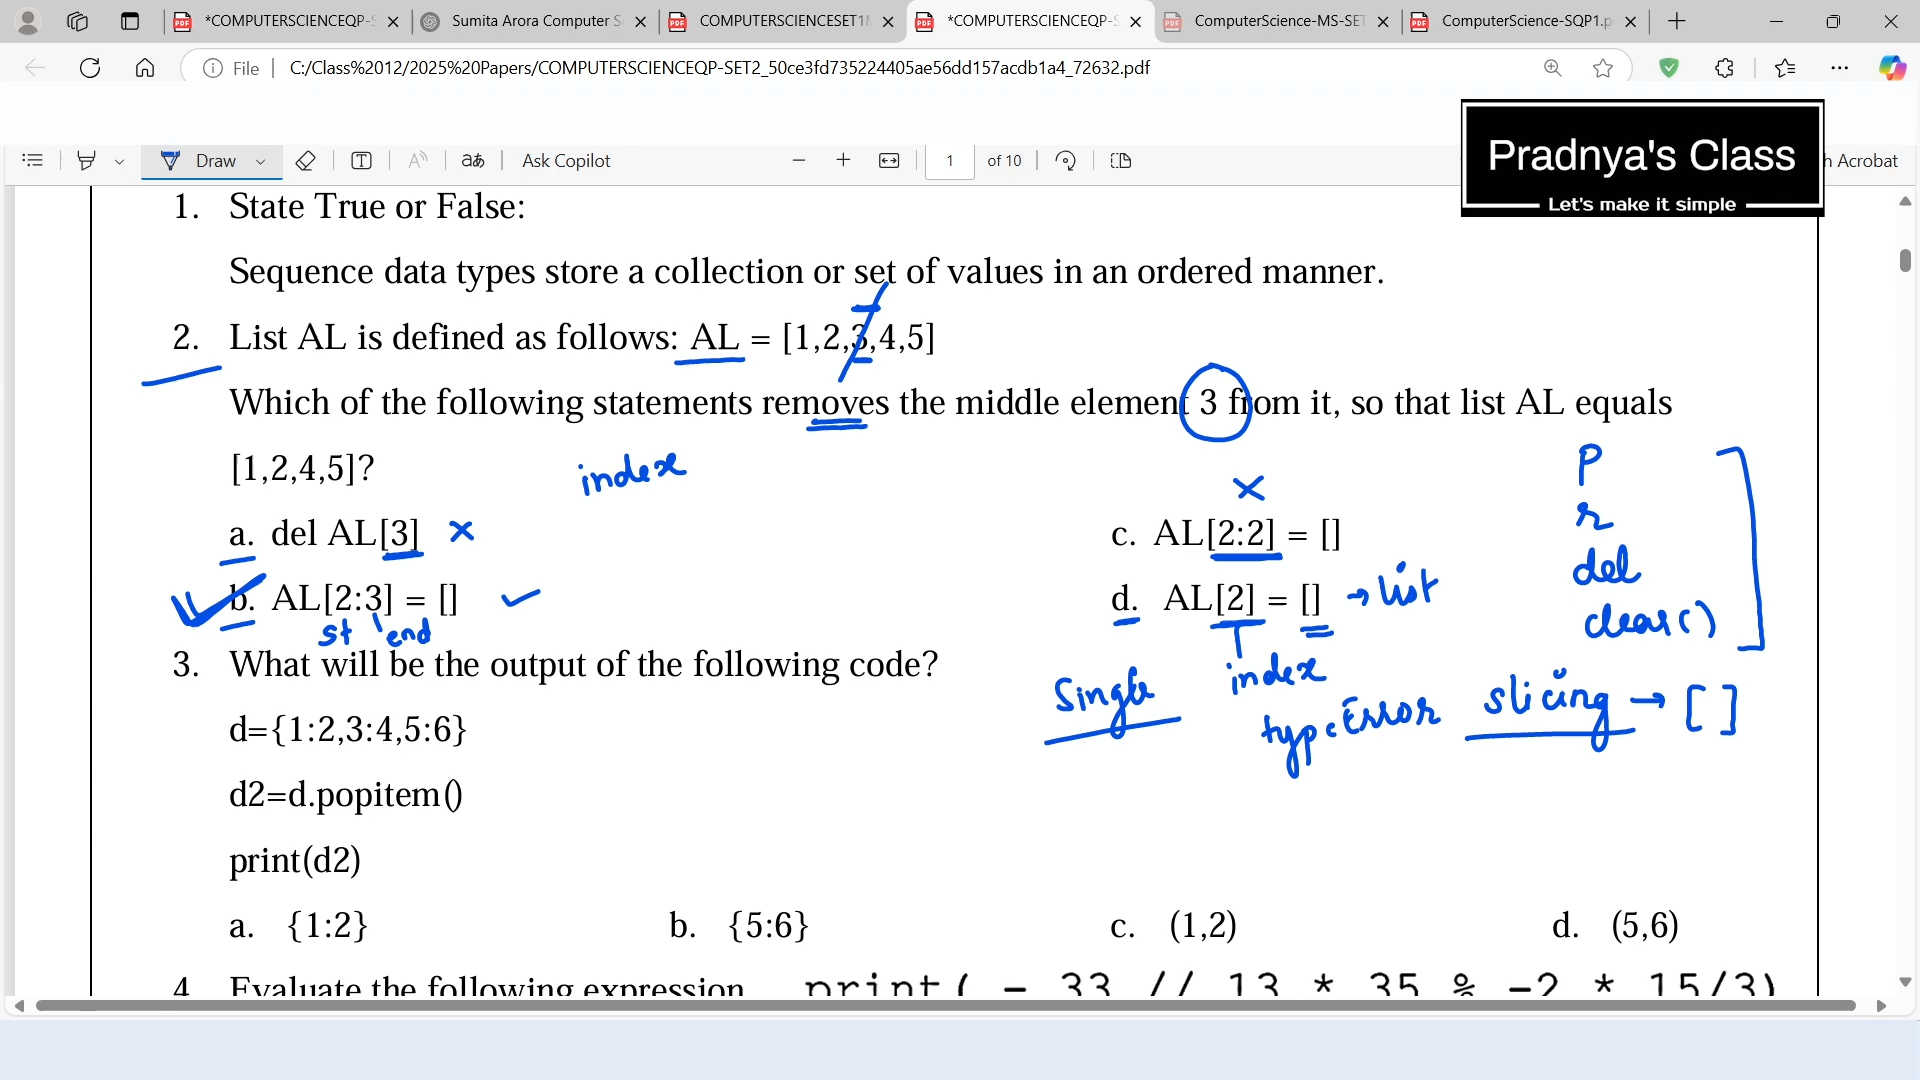 *COMPUTERSCIENCEQP-S
Sumita Arora Computer S
COMPUTERSCIENCESET1
*COMPUTERSCIENCEQP-S
ComputerScience-MS-SET
ComputerScience-SQP1.p
File
C:/Class%2012/2025%20Papers/COMPUTERSCIENCEQP-SET2_50ce3fd735224405ae56dd157acdb1a4_72632.pdf
Draw
Ask Copilot
1 of 10
Acrobat
Pradnya's Class
Let's make it simple
1. State True or False:
Sequence data types store a collection or set of values in an ordered manner.
2. List AL is defined as follows: AL = [1,2,3,4,5]
Which of the following statements removes the middle element 3 from it, so that list AL equals
[1,2,4,5]?
index
P
r
del
clear()
a. del AL[3] x
c. AL[2:2] = [] x
b. AL[2:3] = []
st end
d. AL[2] = [] → list
index
Single
typeError
slicing → [ ]
3. What will be the output of the following code?
d={1:2,3:4,5:6}
d2=d.popitem()
print(d2)
a. {1:2}
b. {5:6}
c. (1,2)
d. (5,6)
4 Evaluate the following expression print( - 33 // 13 * 35 % -2 * 15/3)